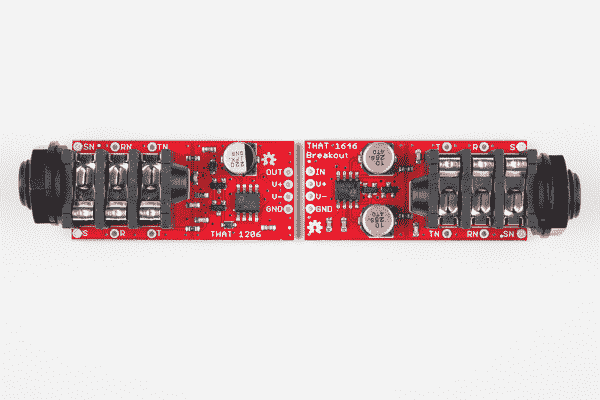 SN
RN
TN
OUT
V+
V-
GND
S
R
T
THAT 1206
THAT 1646
Breakout
IN
V+
V-
GND
T
R
S
TN
RN
SN